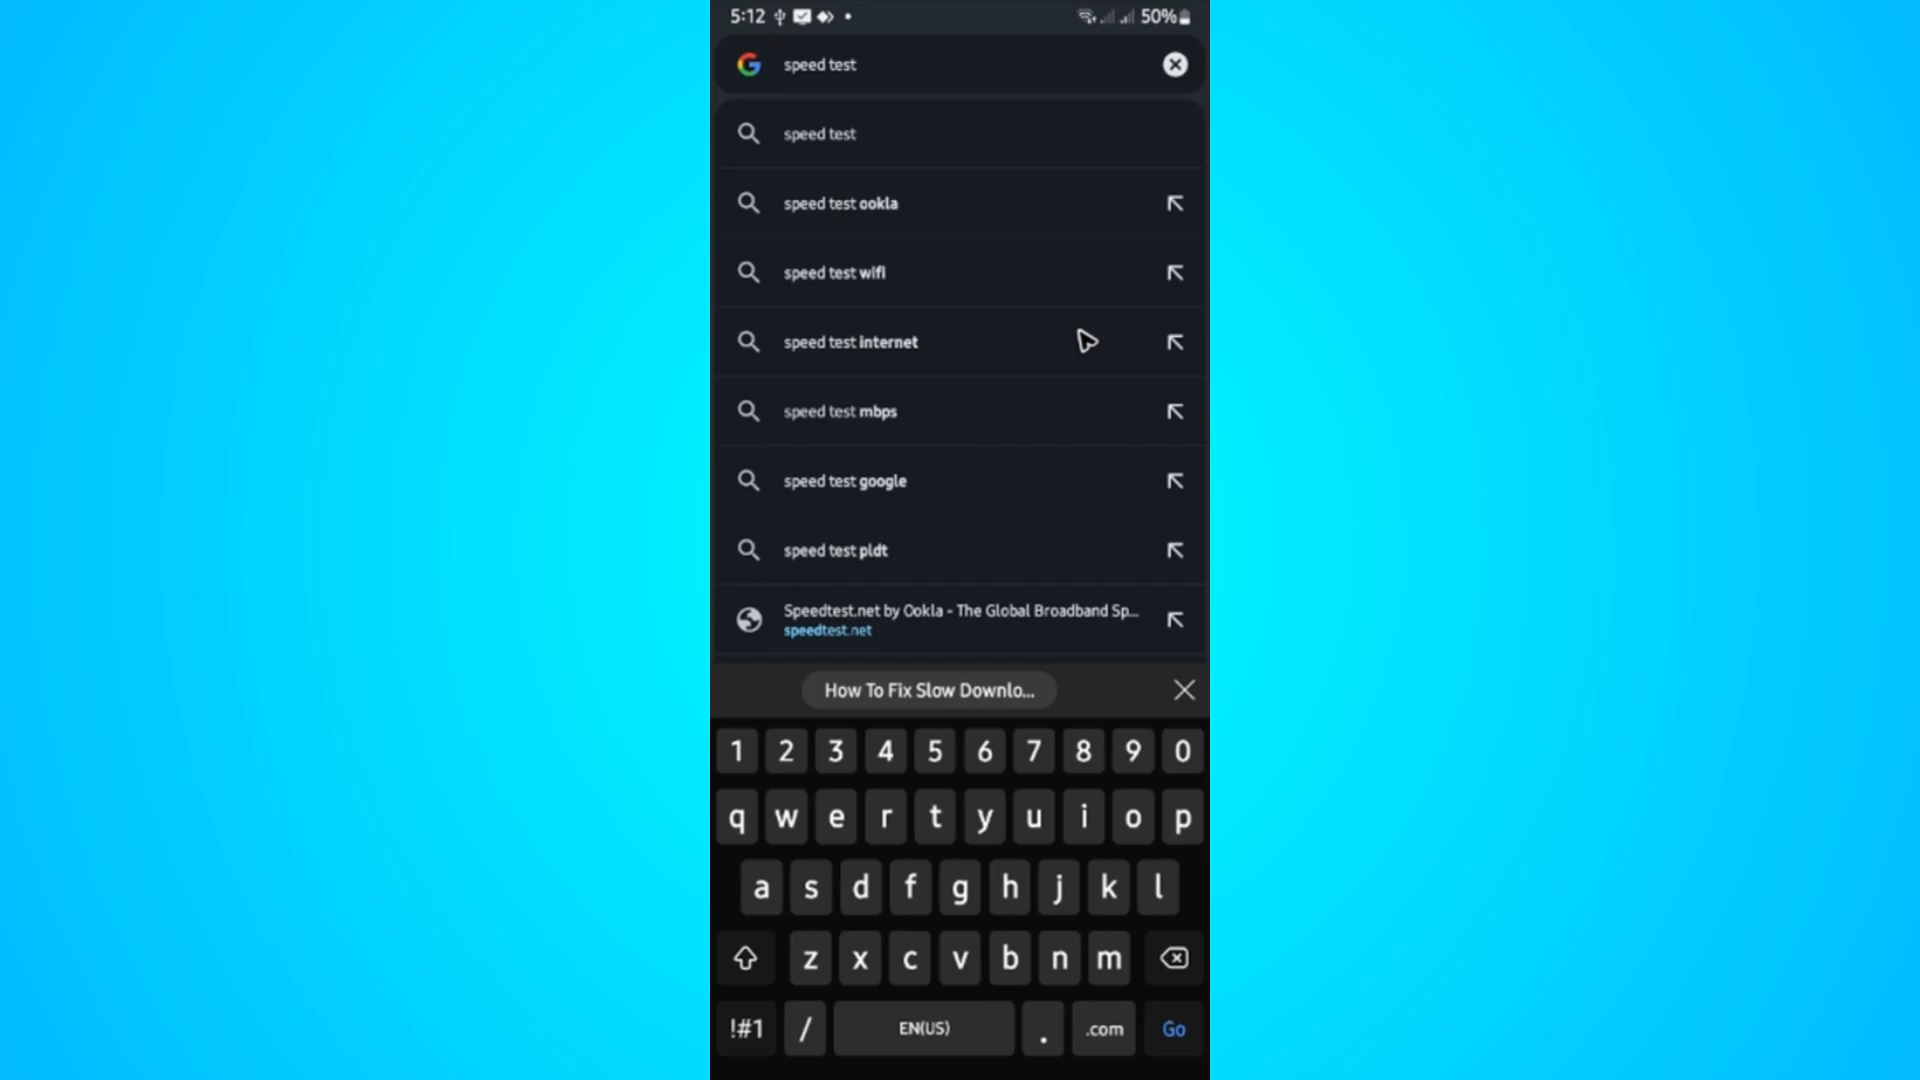 5:12
50%
speed test
speed test
speed test ookla
speed test wifi
speed test internet
speed test mbps
speed test google
speed test pldt
Speedtest.net by Ookla - The Global Broadband Sp...
speedtest.net
How To Fix Slow Downlo...
1 2 3 4 5 6 7 8 9 0
q w e r t y u i o p
a s d f g h j k l
z x c v b n m
!#1 / EN(US) . .com Go